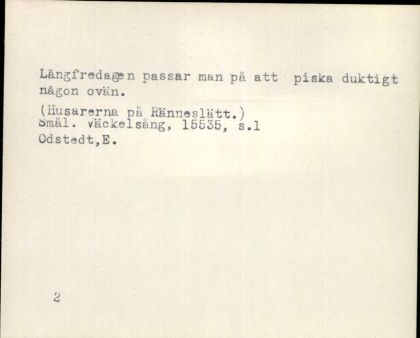 Långfredagen passar man på att piska duktigt
någon ovän.
(Husarerna på Ränneslätt.)
Smål. Väckelsång, 15535, s.1
Odstedt,E.
2